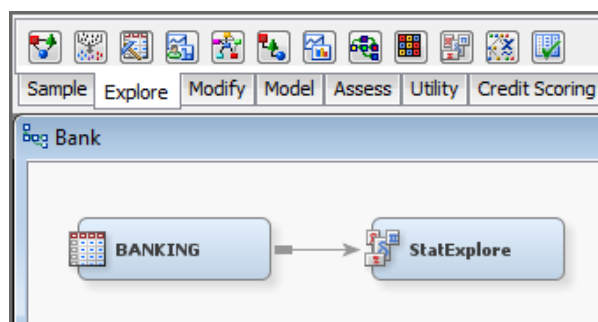 Sample Explore Modify Model Assess Utility Credit Scoring
Bank
BANKING StatExplore